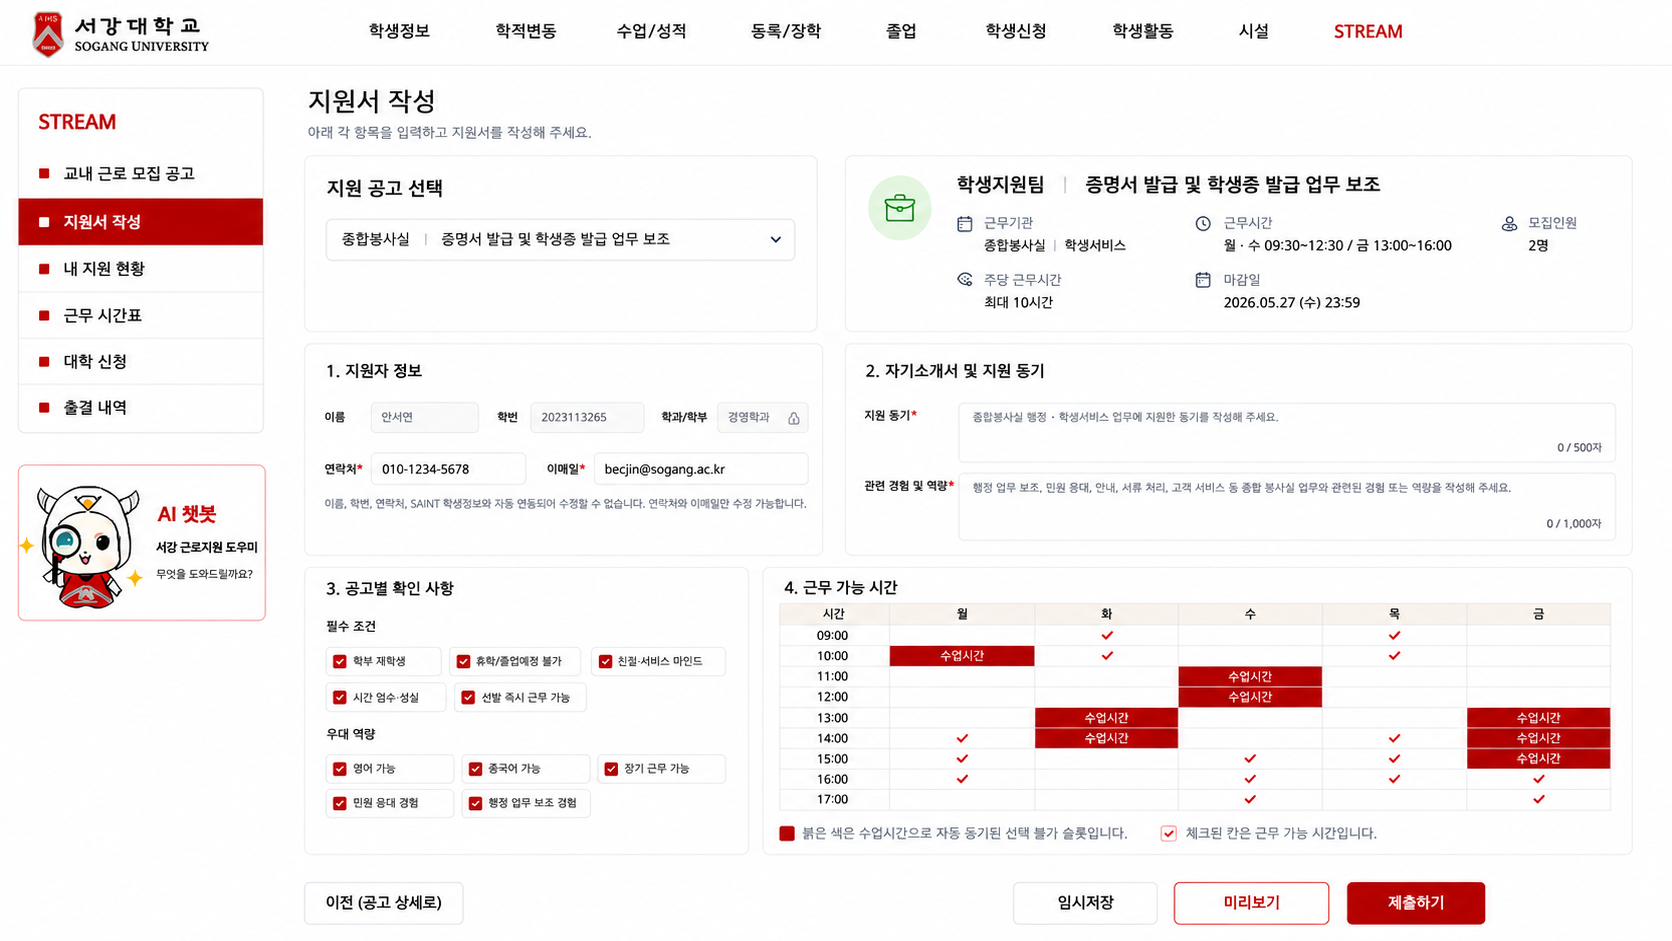 서강대학교
SOGANG UNIVERSITY
학생정보 학적변동 수업/성적 동록/장학 졸업 학생신청 학생활동 시설 STREAM
STREAM
교내 근로 모집 공고
지원서 작성
내 지원 현황
근무 시간표
대학 신청
출결 내역
AI 챗봇
서강 근로지원 도우미
무엇을 도와드릴까요?
지원서 작성
아래 각 항목을 입력하고 지원서를 작성해 주세요.
지원 공고 선택
종합봉사실 | 증명서 발급 및 학생증 발급 업무 보조
학생지원팀 | 증명서 발급 및 학생종 발급 업무 보조
근무기관
종합봉사실 | 학생서비스
근무시간
월 · 수 09:30~12:30 / 금 13:00~16:00
모집인원
2명
주당 근무시간
최대 10시간
마감일
2026.05.27 (수) 23:59
1. 지원자 정보
이름 안서연 학번 2023113265 학과/학부 경영학과
연락처* 010-1234-5678 이메일* becjin@sogang.ac.kr
이름, 학번, 연락처, SAINT 학생정보와 자동 연동되어 수정할 수 없습니다. 연락처와 이메일만 수정 가능합니다.
2. 자기소개서 및 지원 동기
지원 동기* 종합봉사실 행정 · 학생서비스 업무에 지원한 동기를 작성해 주세요.
0 / 500자
관련 경험 및 역량* 행정 업무 보조, 민원 응대, 안내, 서류 처리, 고객 서비스 동 종합 봉사실 업무와 관련된 경험 또는 역량을 작성해 주세요.
0 / 1,000자
3. 공고별 확인 사항
필수 조건
학부 재학생 휴학/졸업예정 불가 친절·서비스 마인드
시간 엄수·성실 선발 즉시 근무 가능
우대 역량
영어 가능 중국어 가능 장기 근무 가능
민원 응대 경험 행정 업무 보조 경험
4. 근무 가능 시간
시간 월 화 수 목 금
09:00
10:00 수업시간
11:00 수업시간
12:00 수업시간
13:00 수업시간 수업시간
14:00 수업시간 수업시간
15:00 수업시간
16:00
17:00
붉은 색은 수업시간으로 자동 동기된 선택 불가 슬롯입니다. 체크된 칸은 근무 가능 시간입니다.
이전 (공고 상세로) 임시저장 미리보기 제출하기